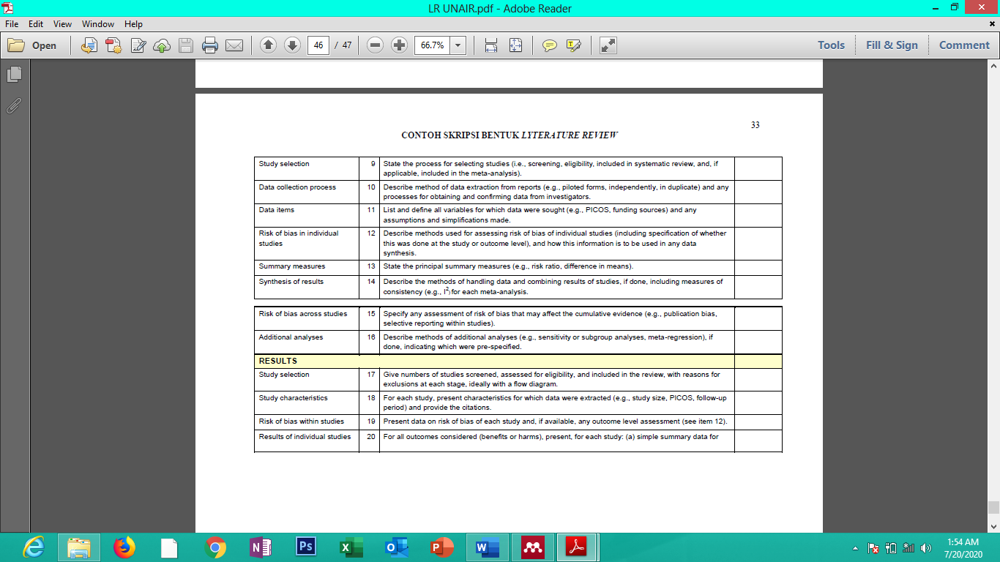 LR UNAIR.pdf - Adobe Reader
File Edit View Window Help
Open 46 / 47 66.7% Tools Fill & Sign Comment
33
CONTOH SKRIPSI BENTUK LYTERATURE REVIEW
Study selection 9 State the process for selecting studies (i.e., screening, eligibility, included in systematic review, and, if
applicable, included in the meta-analysis).
Data collection process 10 Describe method of data extraction from reports (e.g., piloted forms, independently, in duplicate) and any
processes for obtaining and confirming data from investigators.
Data items 11 List and define all variables for which data were sought (e.g., PICOS, funding sources) and any
assumptions and simplifications made.
Risk of bias in individual 12 Describe methods used for assessing risk of bias of individual studies (including specification of whether
studies this was done at the study or outcome level), and how this information is to be used in any data
synthesis.
Summary measures 13 State the principal summary measures (e.g., risk ratio, difference in means).
Synthesis of results 14 Describe the methods of handling data and combining results of studies, if done, including measures of
consistency (e.g., I2) for each meta-analysis.
Risk of bias across studies 15 Specify any assessment of risk of bias that may affect the cumulative evidence (e.g., publication bias,
selective reporting within studies).
Additional analyses 16 Describe methods of additional analyses (e.g., sensitivity or subgroup analyses, meta-regression), if
done, indicating which were pre-specified.
RESULTS
Study selection 17 Give numbers of studies screened, assessed for eligibility, and included in the review, with reasons for
exclusions at each stage, ideally with a flow diagram.
Study characteristics 18 For each study, present characteristics for which data were extracted (e.g., study size, PICOS, follow-up
period) and provide the citations.
Risk of bias within studies 19 Present data on risk of bias of each study and, if available, any outcome level assessment (see item 12).
Results of individual studies 20 For all outcomes considered (benefits or harms), present, for each study: (a) simple summary data for
1:54 AM
7/20/2020